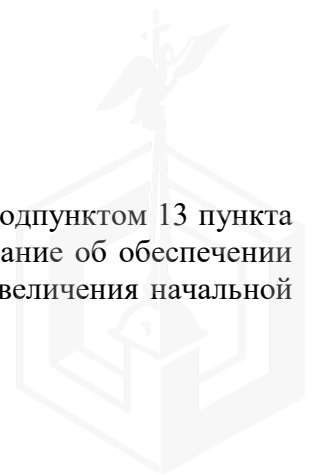 одпунктом 13 пункта
ание об обеспечении
величения начальной